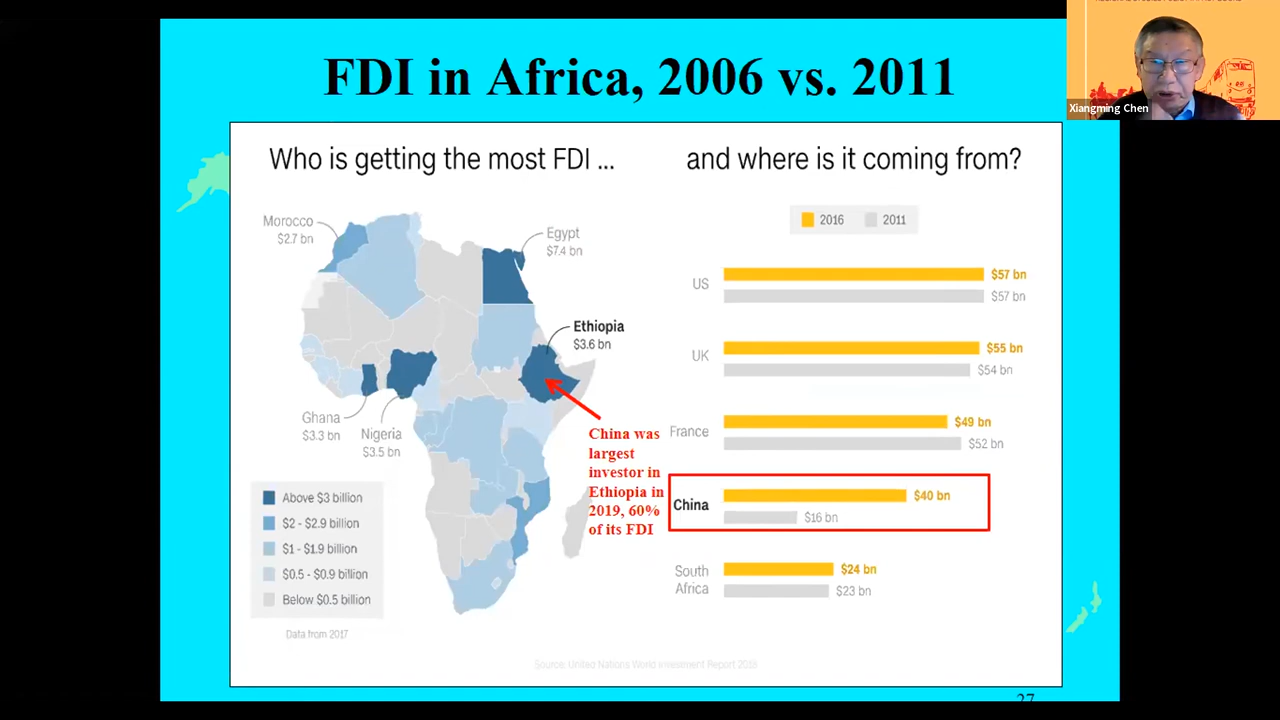 FDI in Africa, 2006 vs. 2011
Xiangming Chen
Who is getting the most FDI ...
and where is it coming from?
Morocco
$2.7 bn
Egypt
$7.4 bn
Ethiopia
$3.6 bn
Ghana
$3.3 bn
Nigeria
$3.5 bn
China was
largest
investor in
Ethiopia in
2019, 60%
of its FDI
Above $3 billion
$2 - $2.9 billion
$1 - $1.9 billion
$0.5 - $0.9 billion
Below $0.5 billion
Data from 2017
2016
2011
US
$57 bn
$57 bn
UK
$55 bn
$54 bn
France
$49 bn
$52 bn
China
$40 bn
$16 bn
South
Africa
$24 bn
$23 bn
Source: United Nations World Investment Report
27